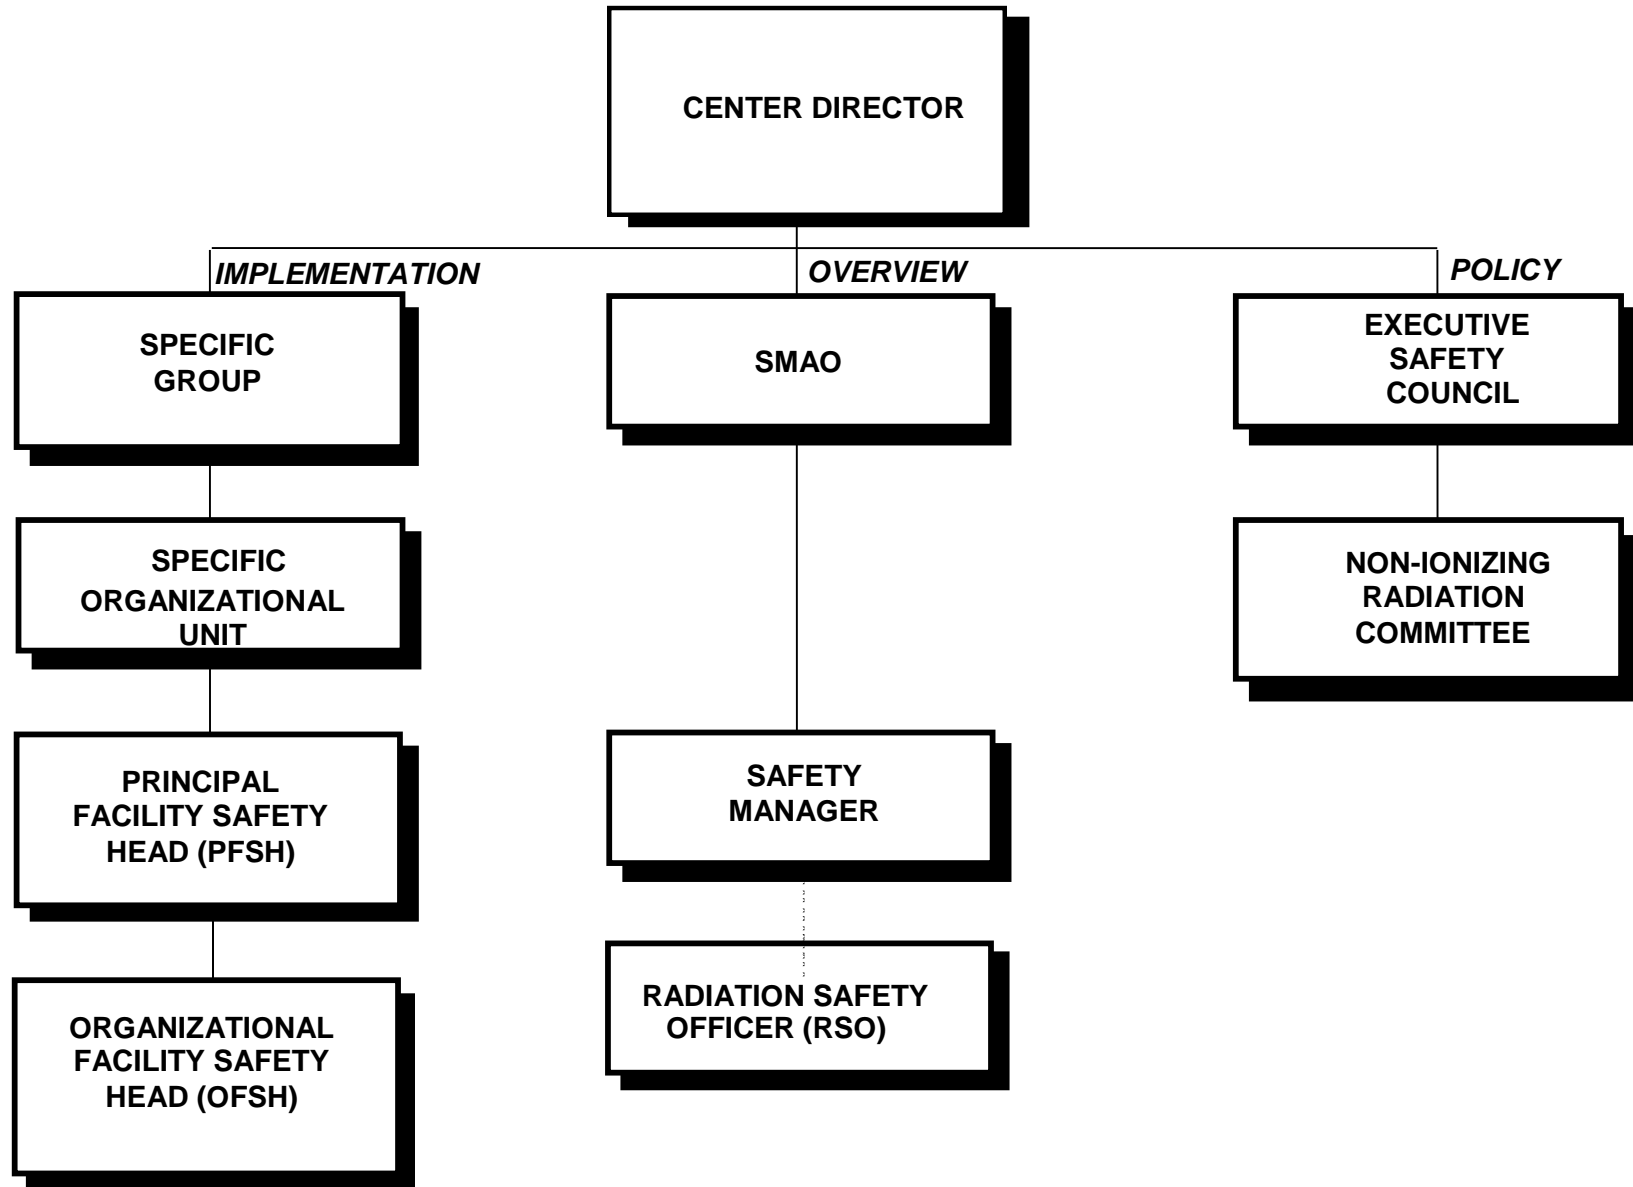 CENTER DIRECTOR
IMPLEMENTATION
OVERVIEW
POLICY
SPECIFIC
GROUP
SMAO
EXECUTIVE
SAFETY
COUNCIL
SPECIFIC
ORGANIZATIONAL
UNIT
NON-IONIZING
RADIATION
COMMITTEE
PRINCIPAL
FACILITY SAFETY
HEAD (PFSH)
SAFETY
MANAGER
ORGANIZATIONAL
FACILITY SAFETY
HEAD (OFSH)
RADIATION SAFETY
OFFICER (RSO)